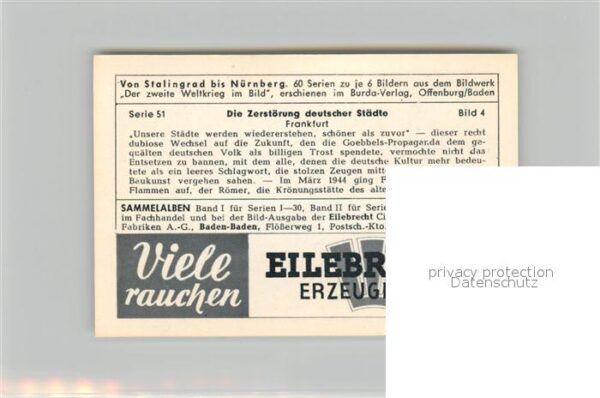 Von Stalingrad bis Nürnberg. 60 Serien zu je 6 Bildern aus dem Bildwerk
„Der zweite Weltkrieg im Bild", erschienen im Burda-Verlag, Offenburg/Baden
Serie 51 Die Zerstörung deutscher Städte Bild 4
Frankfurt
„Unsere Städte werden wiedererstehen, schöner als zuvor" — dieser recht
dubiose Wechsel auf die Zukunft, den die Goebbels-Propaganda dem ge-
quälten deutschen Volk als billigen Trost spendete, vermochte nicht das
Entsetzen zu bannen, mit dem alle, denen die deutsche Kultur mehr bedeu-
tete als ein leeres Schlagwort, die stolzen Zeugen mitte
Baukunst vergehen sahen. — Im März 1944 ging F
Flammen auf, der Römer, die Krönungsstätte des alte
SAMMELALBEN Band I für Serien 1—30, Band II für Serie
im Fachhandel und bei der Bild-Ausgabe der Eilebrecht Ci
Fabriken A.-G., Baden-Baden, Flößerweg 1, Postsch.-Kto.
Viele EILEBR
rauchen ERZEUG
privacy protection
Datenschutz